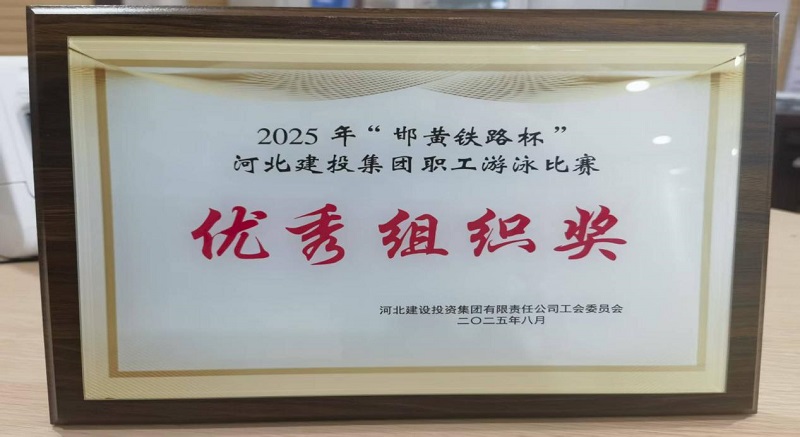 2025 年“邯黄铁路杯”
河北建投集团职工游泳比赛
优秀组织奖
河北建设投资集团有限责任公司工会委员会
二〇二五年八月